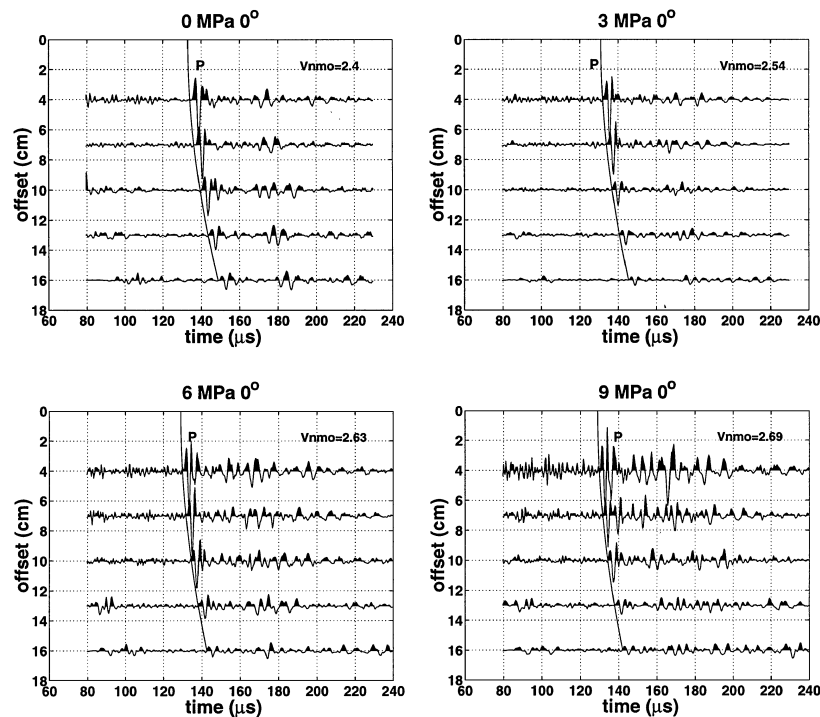 0 MPa 0°
0
2
4
6
8
10
12
14
16
18
offset (cm)
P
Vnmo=2.4
60 80 100 120 140 160 180 200 220 240
time (μs)
3 MPa 0°
0
2
4
6
8
10
12
14
16
18
offset (cm)
P
Vnmo=2.54
60 80 100 120 140 160 180 200 220 240
time (μs)
6 MPa 0°
0
2
4
6
8
10
12
14
16
18
offset (cm)
P
Vnmo=2.63
60 80 100 120 140 160 180 200 220 240
time (μs)
9 MPa 0°
0
2
4
6
8
10
12
14
16
18
offset (cm)
P
Vnmo=2.69
60 80 100 120 140 160 180 200 220 240
time (μs)